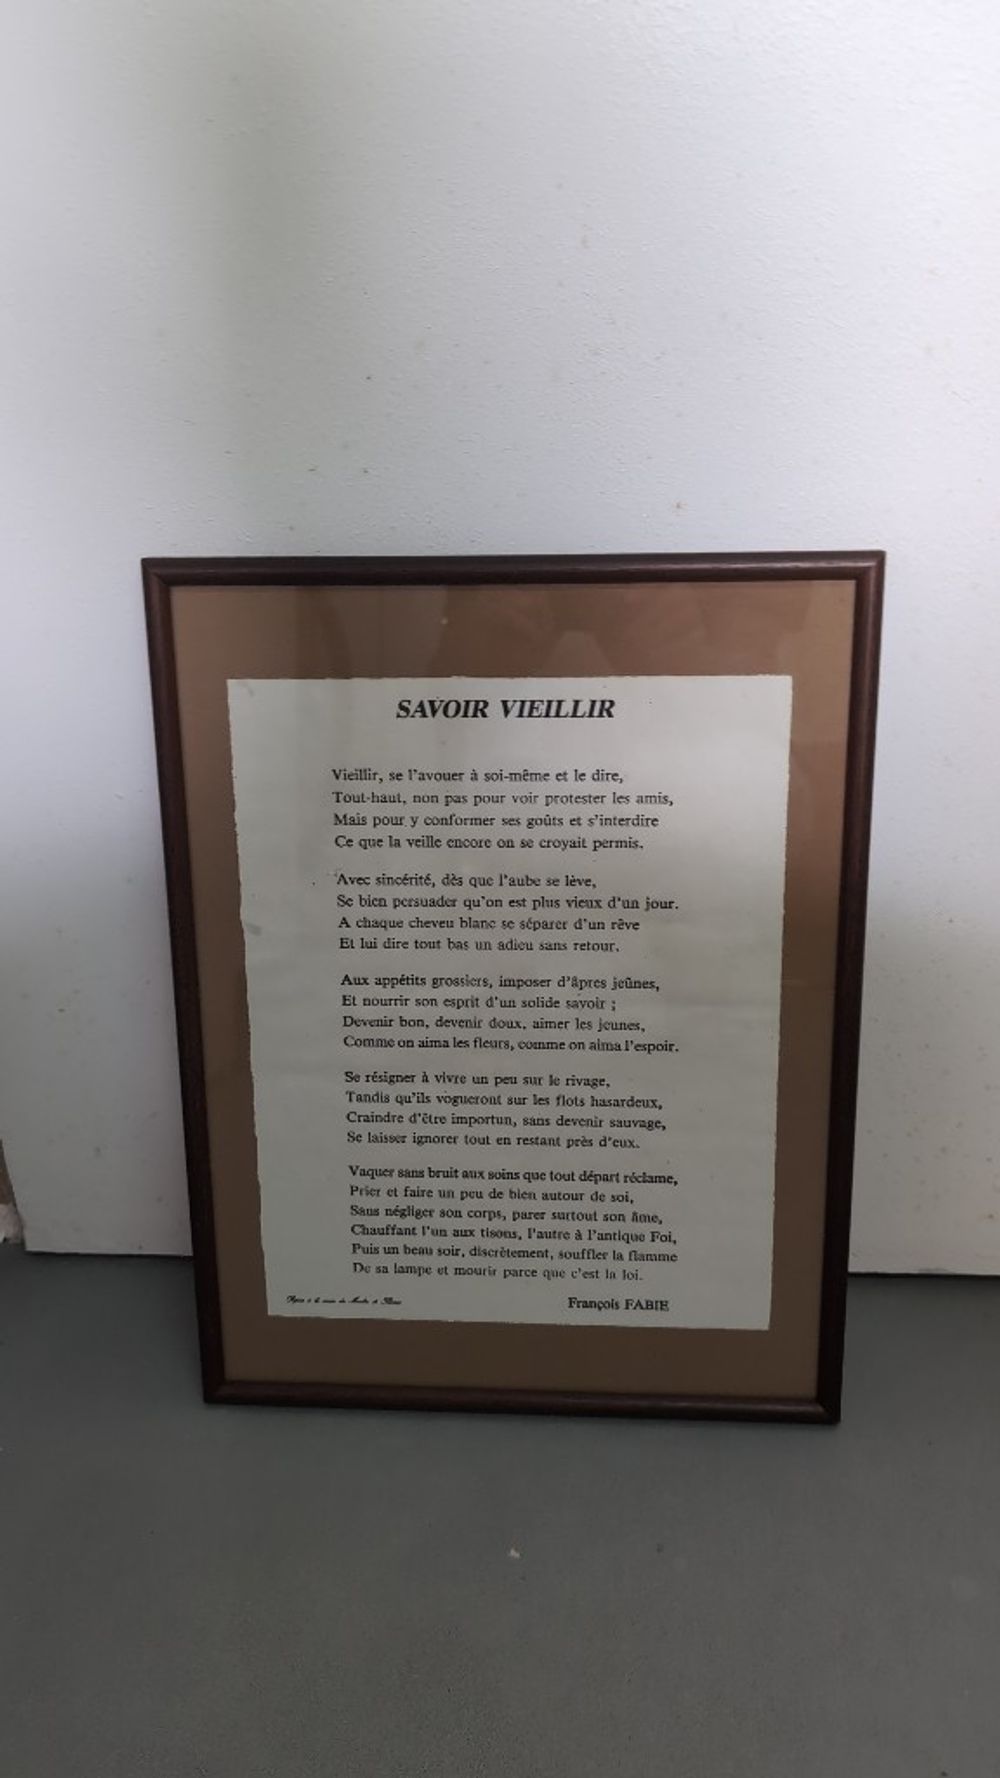 SAVOIR VIEILLIR
Vieillir, se l'avouer à soi-même et le dire,
Tout-haut, non pas pour voir protester les amis,
Mais pour y conformer ses goûts et s'interdire
Ce que la veille encore on se croyait permis.
Avec sincérité, dès que l'aube se lève,
Se bien persuader qu'on est plus vieux d'un jour.
A chaque cheveu blanc se séparer d'un rêve
Et lui dire tout bas un adieu sans retour.
Aux appétits grossiers, imposer d'âpres jeûnes,
Et nourrir son esprit d'un solide savoir ;
Devenir bon, devenir doux, aimer les jeunes,
Comme on aima les fleurs, comme on aima l'espoir.
Se résigner à vivre un peu sur le rivage,
Tandis qu'ils vogueront sur les flots hasardeux,
Craindre d'être importun, sans devenir sauvage,
Se laisser ignorer tout en restant près d'eux.
Vaquer sans bruit aux soins que tout départ réclame,
Prier et faire un peu de bien autour de soi,
Sans négliger son corps, parer surtout son âme,
Chauffant l'un aux tisons, l'autre à l'antique Foi,
Puis un beau soir, discrètement, souffler la flamme
De sa lampe et mourir parce que c'est la loi.
François FABIE